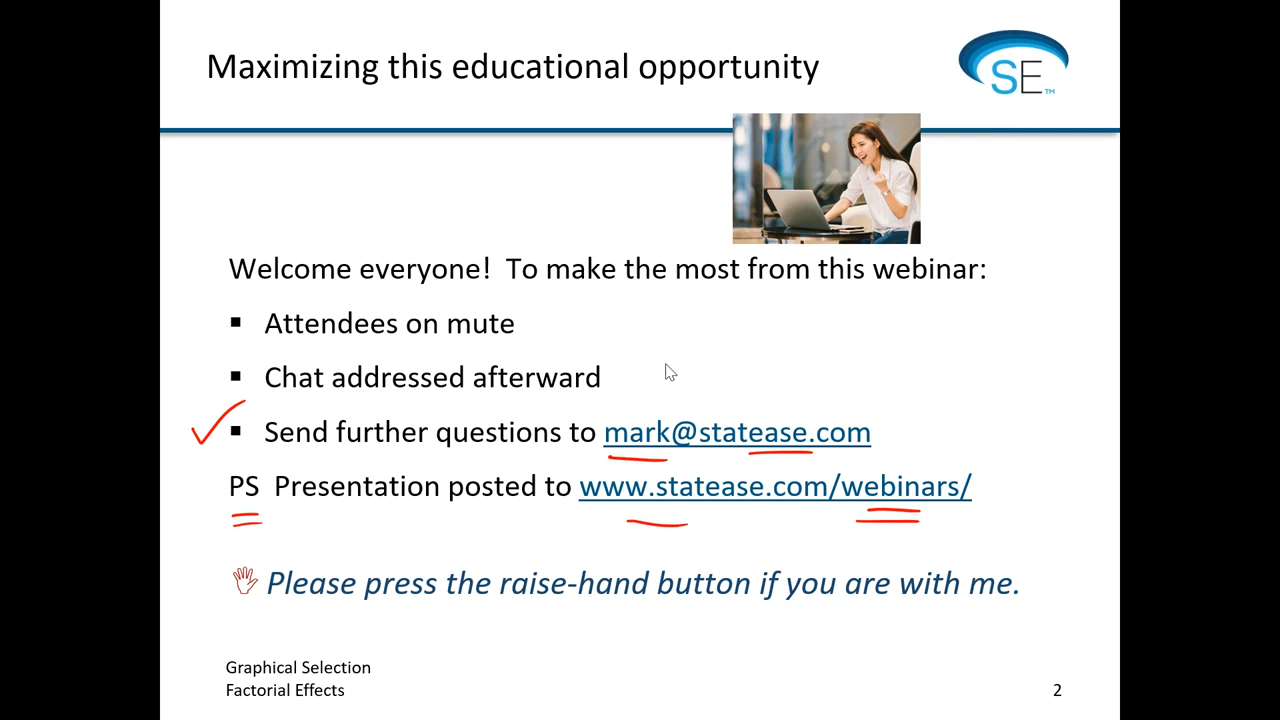 Maximizing this educational opportunity
SE™
Welcome everyone! To make the most from this webinar:
▪ Attendees on mute
▪ Chat addressed afterward
▪ Send further questions to mark@statease.com
PS Presentation posted to www.statease.com/webinars/
Please press the raise-hand button if you are with me.
Graphical Selection
Factorial Effects
2